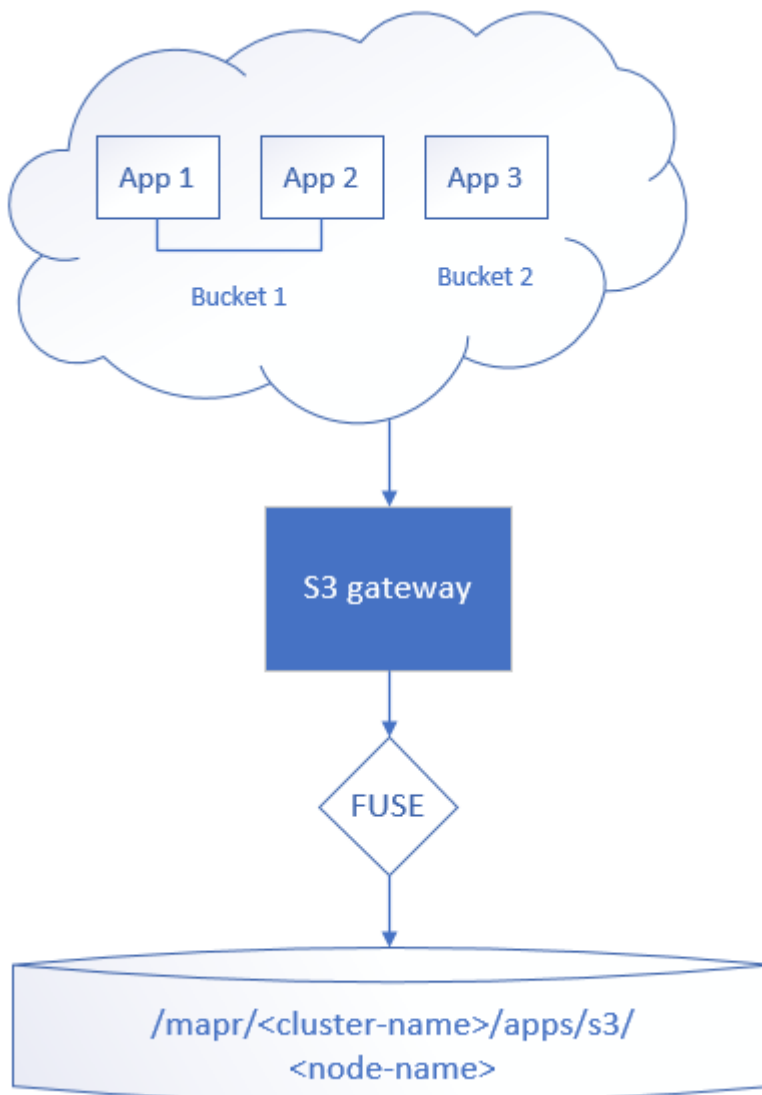 App 1
App 2
App 3
Bucket 1
Bucket 2
S3 gateway
FUSE
/mapr/<cluster-name>/apps/s3/
<node-name>